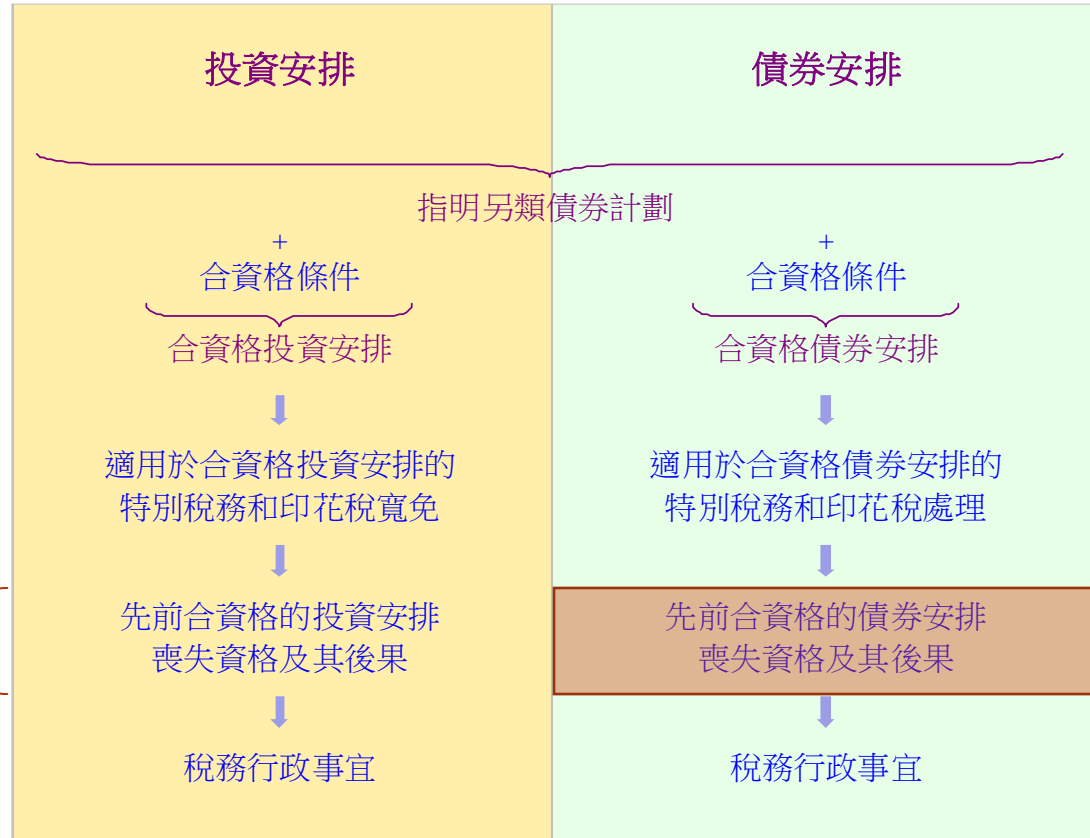 投資安排
債券安排
指明另類債券計劃
+
合資格條件
合資格投資安排
適用於合資格投資安排的
特別稅務和印花稅寬免
先前合資格的投資安排
喪失資格及其後果
稅務行政事宜
+
合資格條件
合資格債券安排
適用於合資格債券安排的
特別稅務和印花稅處理
先前合資格的債券安排
喪失資格及其後果
稅務行政事宜